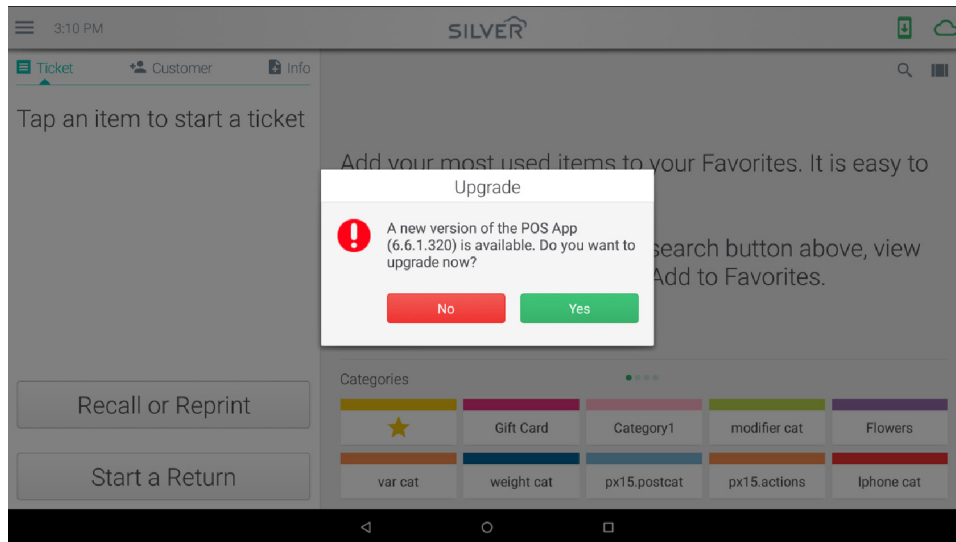 3:10 PM
SILVER
Ticket
Customer
Info
Tap an item to start a ticket
Add your most used items to your Favorites. It is easy to
search button above, view
Add to Favorites.
Upgrade
A new version of the POS App
(6.6.1.320) is available. Do you want to
upgrade now?
No
Yes
Categories
Recall or Reprint
Gift Card
Category1
modifier cat
Flowers
Start a Return
var cat
weight cat
px15.postcat
px15.actions
Iphone cat